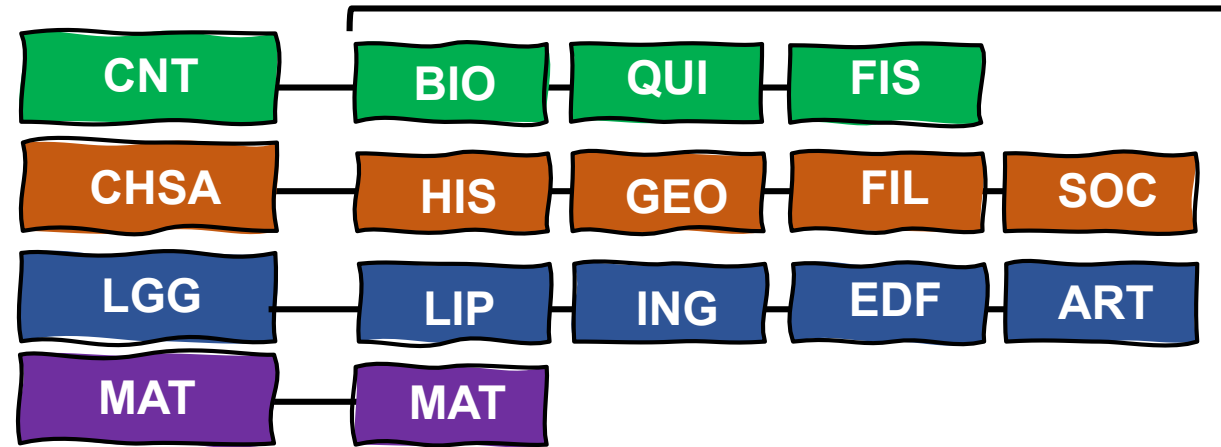 CNT BIO QUI FIS
CHSA HIS GEO FIL SOC
LGG LIP ING EDF ART
MAT MAT